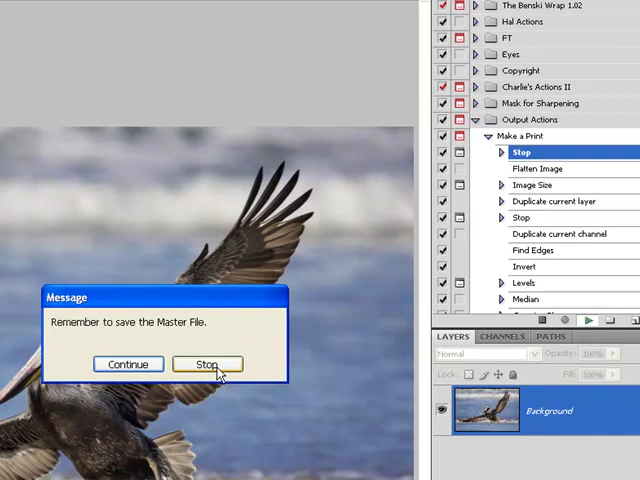 The Benski Wrap 1.02
Hal Actions
FT
Eyes
Copyright
Charlie's Actions II
Mask for Sharpening
Output Actions
Make a Print
Stop
Flatten Image
Image Size
Duplicate current layer
Stop
Duplicate current channel
Find Edges
Invert
Levels
Median
Message
Remember to save the Master File.
Continue
Stop
LAYERS CHANNELS PATHS
Normal Opacity: 100%
Lock: Fill: 100%
Background